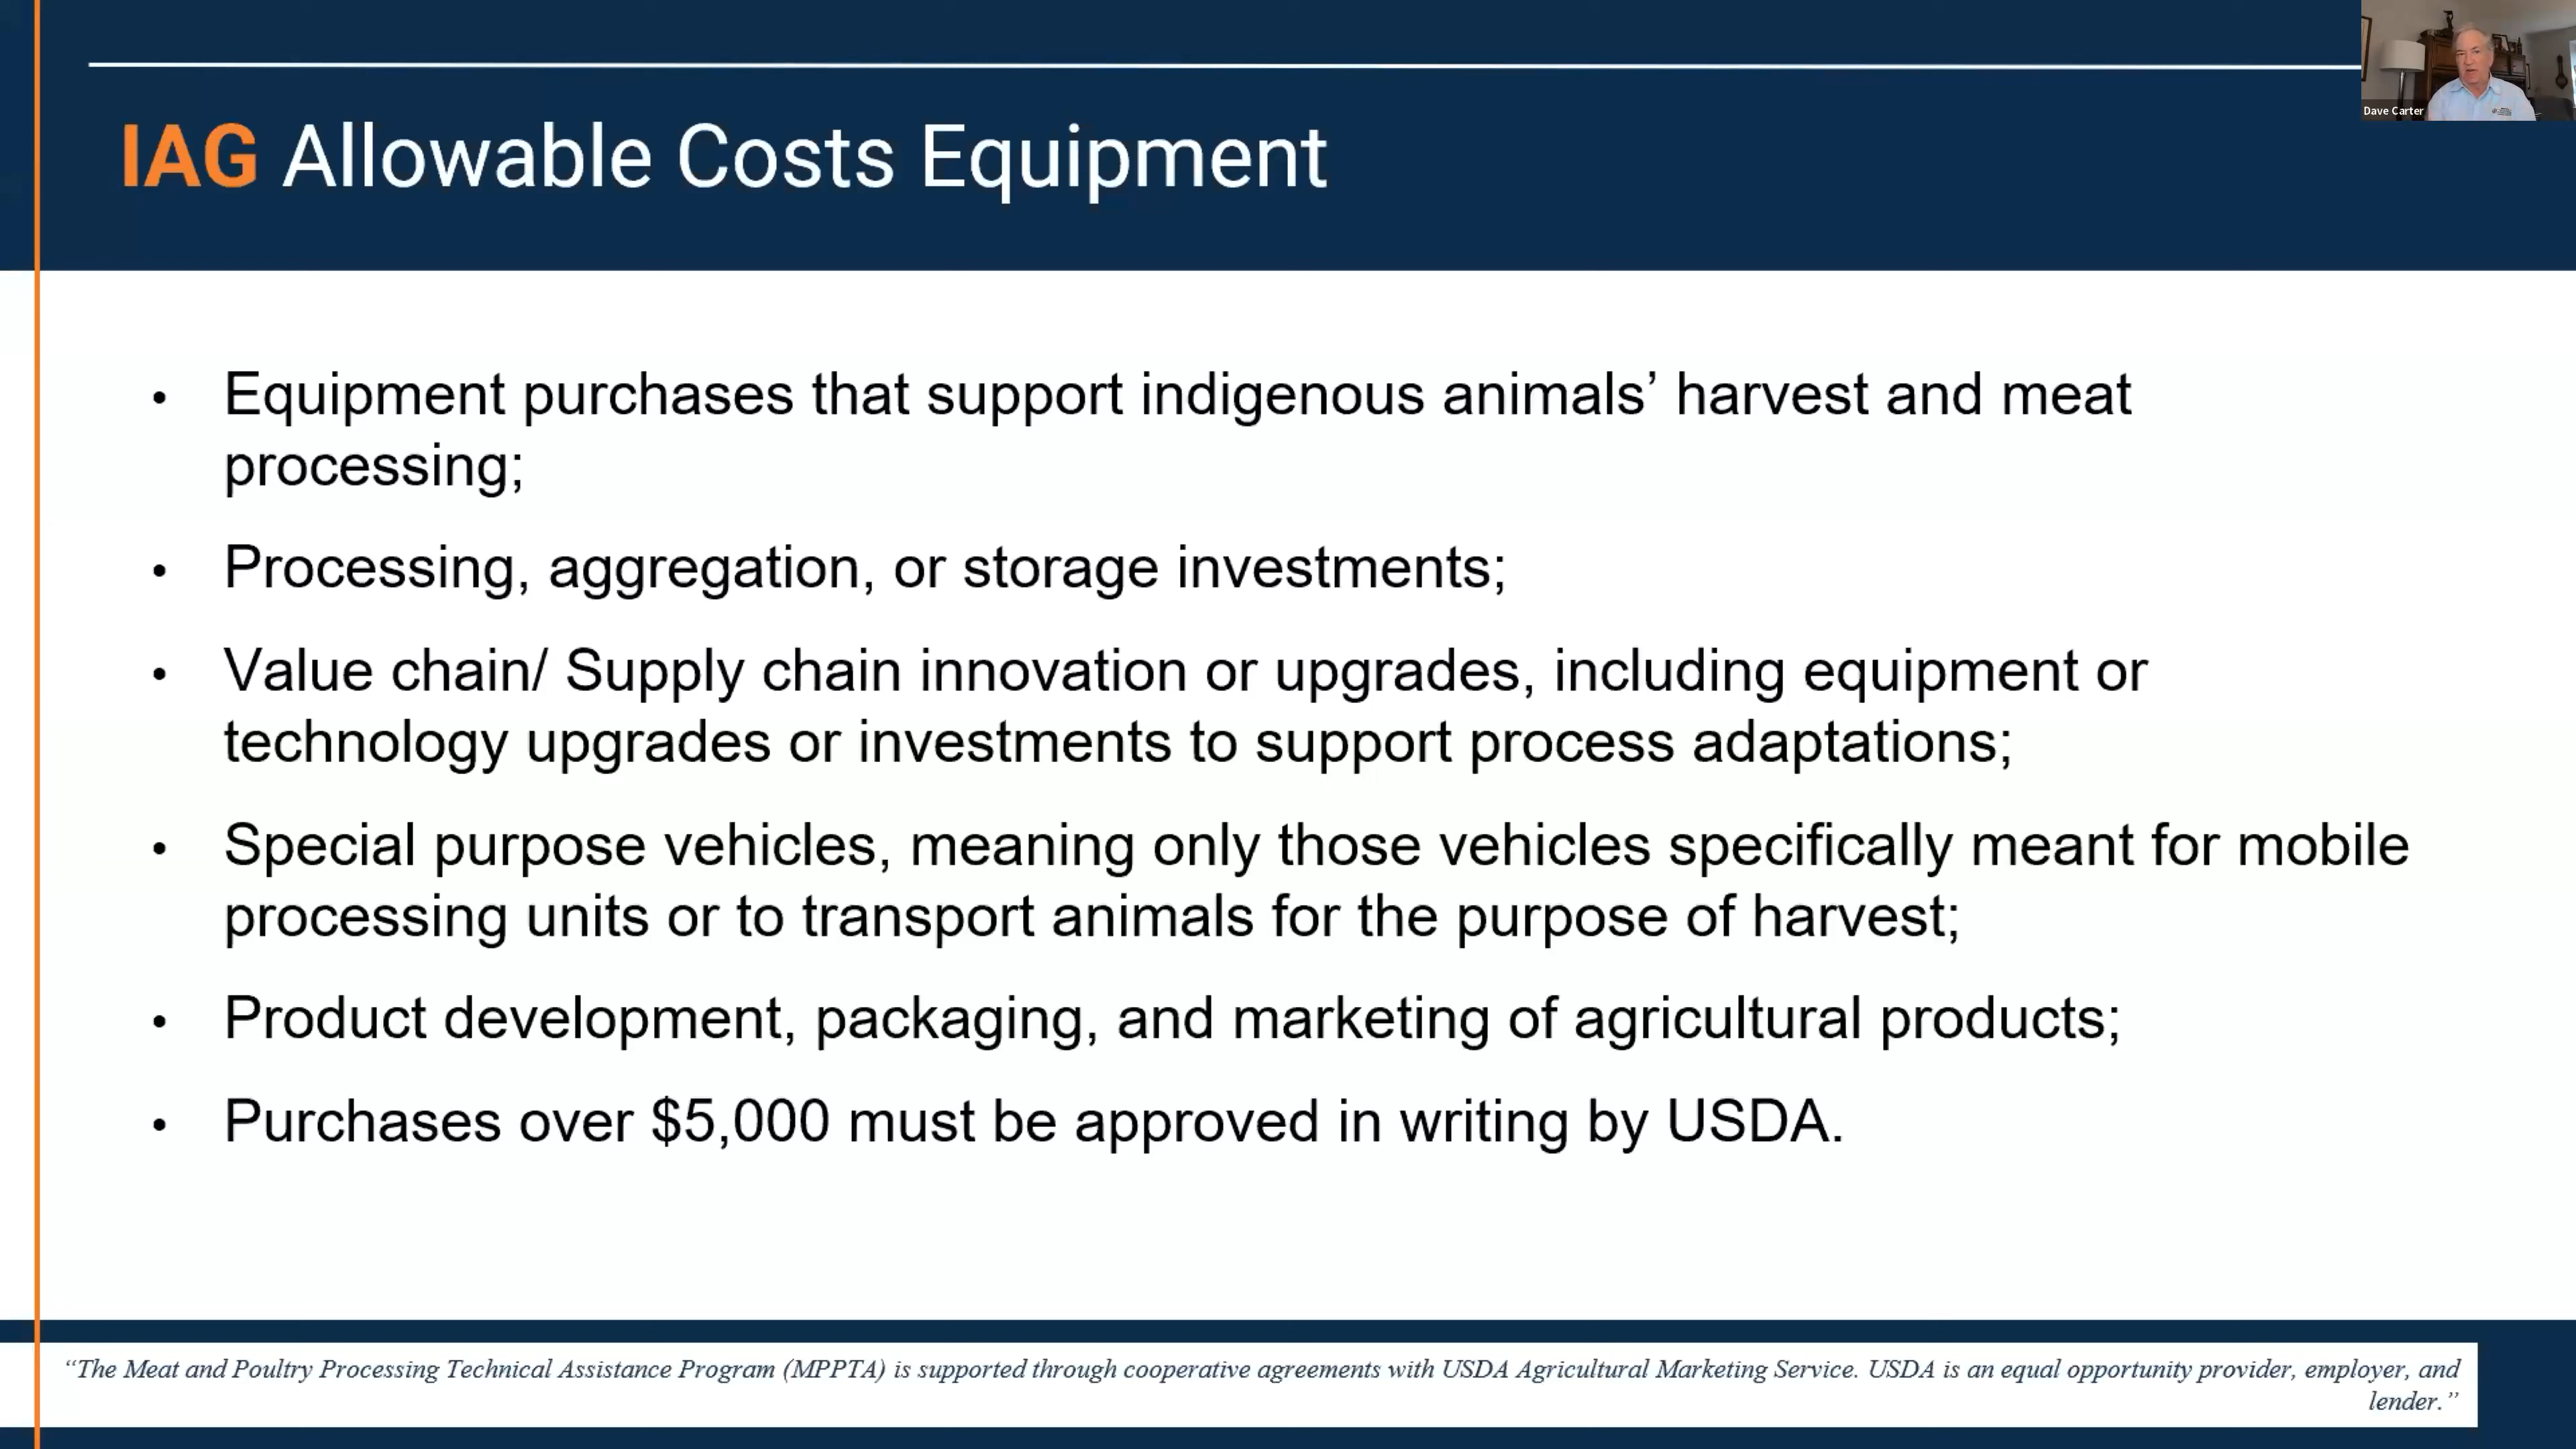 Dave Carter
IAG Allowable Costs Equipment
• Equipment purchases that support indigenous animals’ harvest and meat
processing;
• Processing, aggregation, or storage investments;
• Value chain/ Supply chain innovation or upgrades, including equipment or
technology upgrades or investments to support process adaptations;
• Special purpose vehicles, meaning only those vehicles specifically meant for mobile
processing units or to transport animals for the purpose of harvest;
• Product development, packaging, and marketing of agricultural products;
• Purchases over $5,000 must be approved in writing by USDA.
“The Meat and Poultry Processing Technical Assistance Program (MPPTA) is supported through cooperative agreements with USDA Agricultural Marketing Service. USDA is an equal opportunity provider, employer, and
lender.”